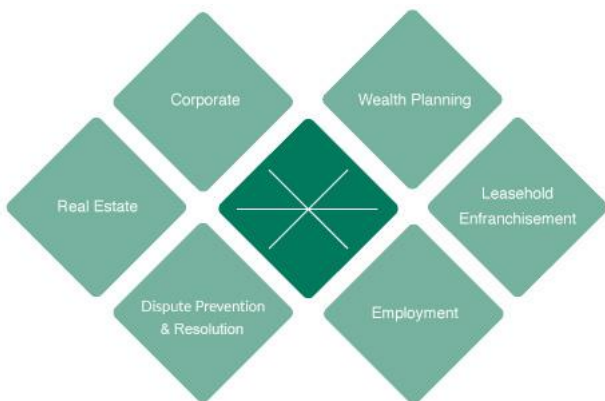 Corporate
Wealth Planning
Real Estate
Leasehold
Enfranchisement
Dispute Prevention
& Resolution
Employment